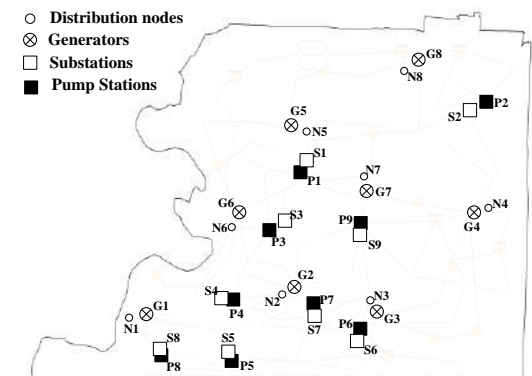 Distribution nodes
Generators
Substations
Pump Stations
G8
N8
P2
S2
G5
N5
S1
P1
N7
G7
G6
N6
S3
P3
P9
S9
N4
G4
G2
N2
S4
P4
P7
S7
N3
G3
P6
S6
G1
N1
S8
P8
S5
P5